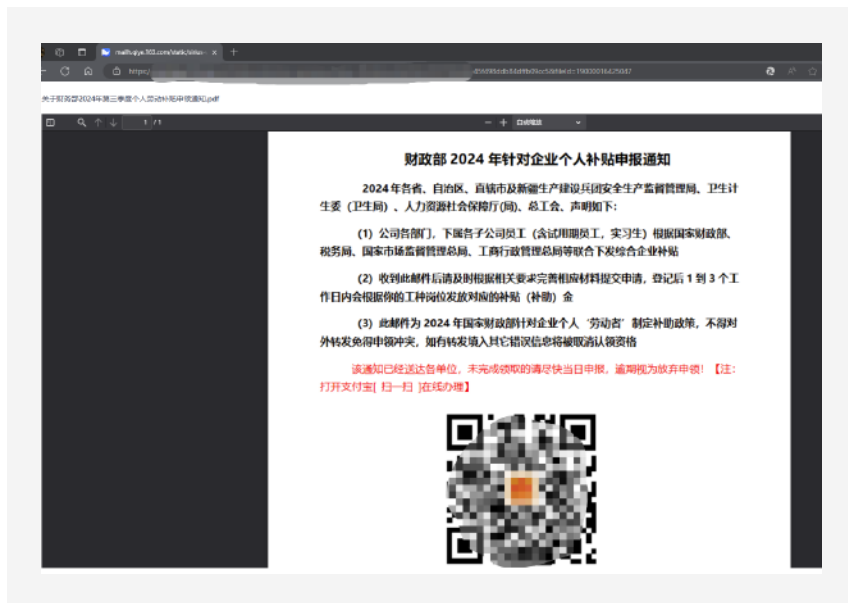 mailh.qiye.163.com/static/sirius-
https:/
关于财务部2024年第三季度个人劳动补贴申领通知.pdf
1 / 1
自动缩放
财政部 2024 年针对企业个人补贴申报通知
2024 年各省、自治区、直辖市及新疆生产建设兵团安全生产监督管理局、卫生计
生委（卫生局）、人力资源社会保障厅(局)、总工会、声明如下：
(1) 公司各部门，下属各子公司员工（含试用期员工，实习生）根据国家财政部、
税务局、国家市场监督管理总局、工商行政管理总局等联合下发综合企业补贴
(2) 收到此邮件后请及时根据相关要求完善相应材料提交申请，登记后 1 到 3 个工
作日内会根据你的工种岗位发放对应的补贴（补助）金
(3) 此邮件为 2024 年国家财政部针对企业个人‘劳动者’制定补助政策，不得对
外转发免得申领冲突，如有转发填入其它错误信息将被取消认领资格
该通知已经送达各单位，未完成领取的请尽快当日申报，逾期视为放弃申领！【注：
打开支付宝[ 扫一扫 ]在线办理】